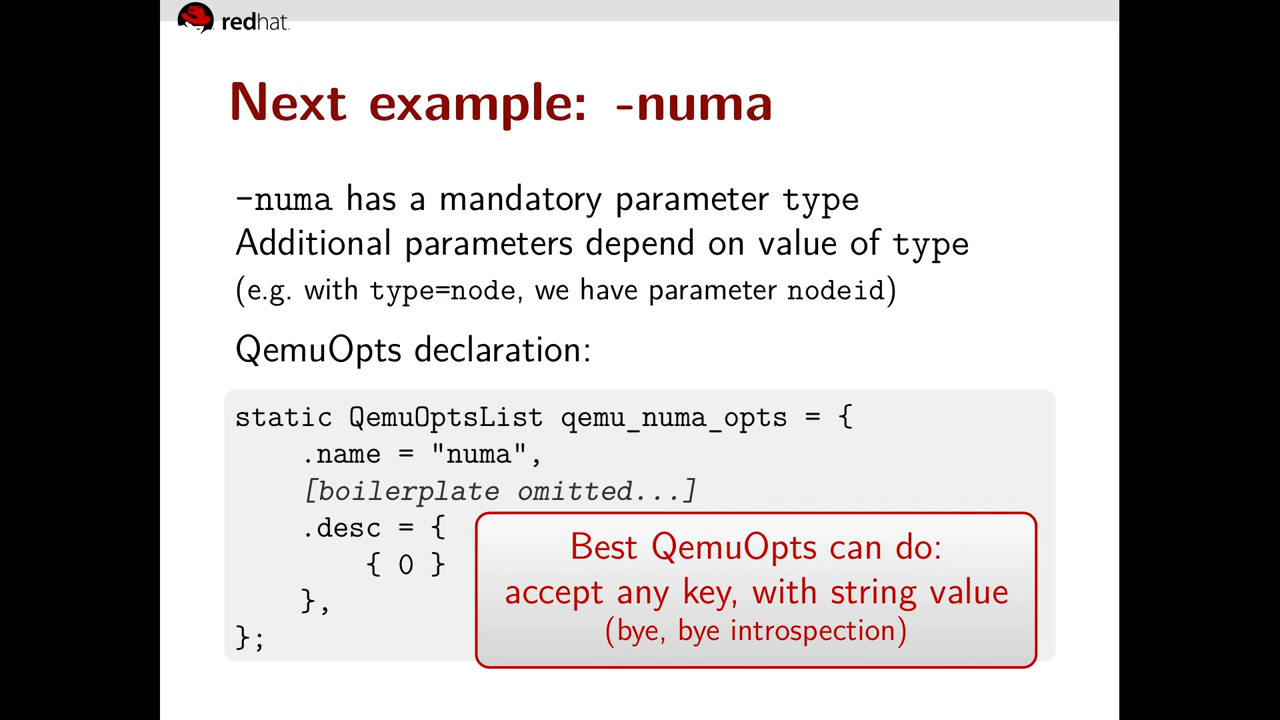 redhat.
Next example: -numa
-numa has a mandatory parameter type
Additional parameters depend on value of type
(e.g. with type=node, we have parameter nodeid)
QemuOpts declaration:
static QemuOptsList qemu_numa_opts = {
.name = "numa",
[boilerplate omitted...]
.desc = {
{ 0 }
},
};
Best QemuOpts can do:
accept any key, with string value
(bye, bye introspection)